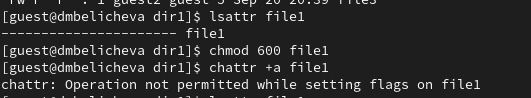 [guest@dmbelicheva dir1]$ lsattr file1
---------------------- file1
[guest@dmbelicheva dir1]$ chmod 600 file1
[guest@dmbelicheva dir1]$ chattr +a file1
chattr: Operation not permitted while setting flags on file1